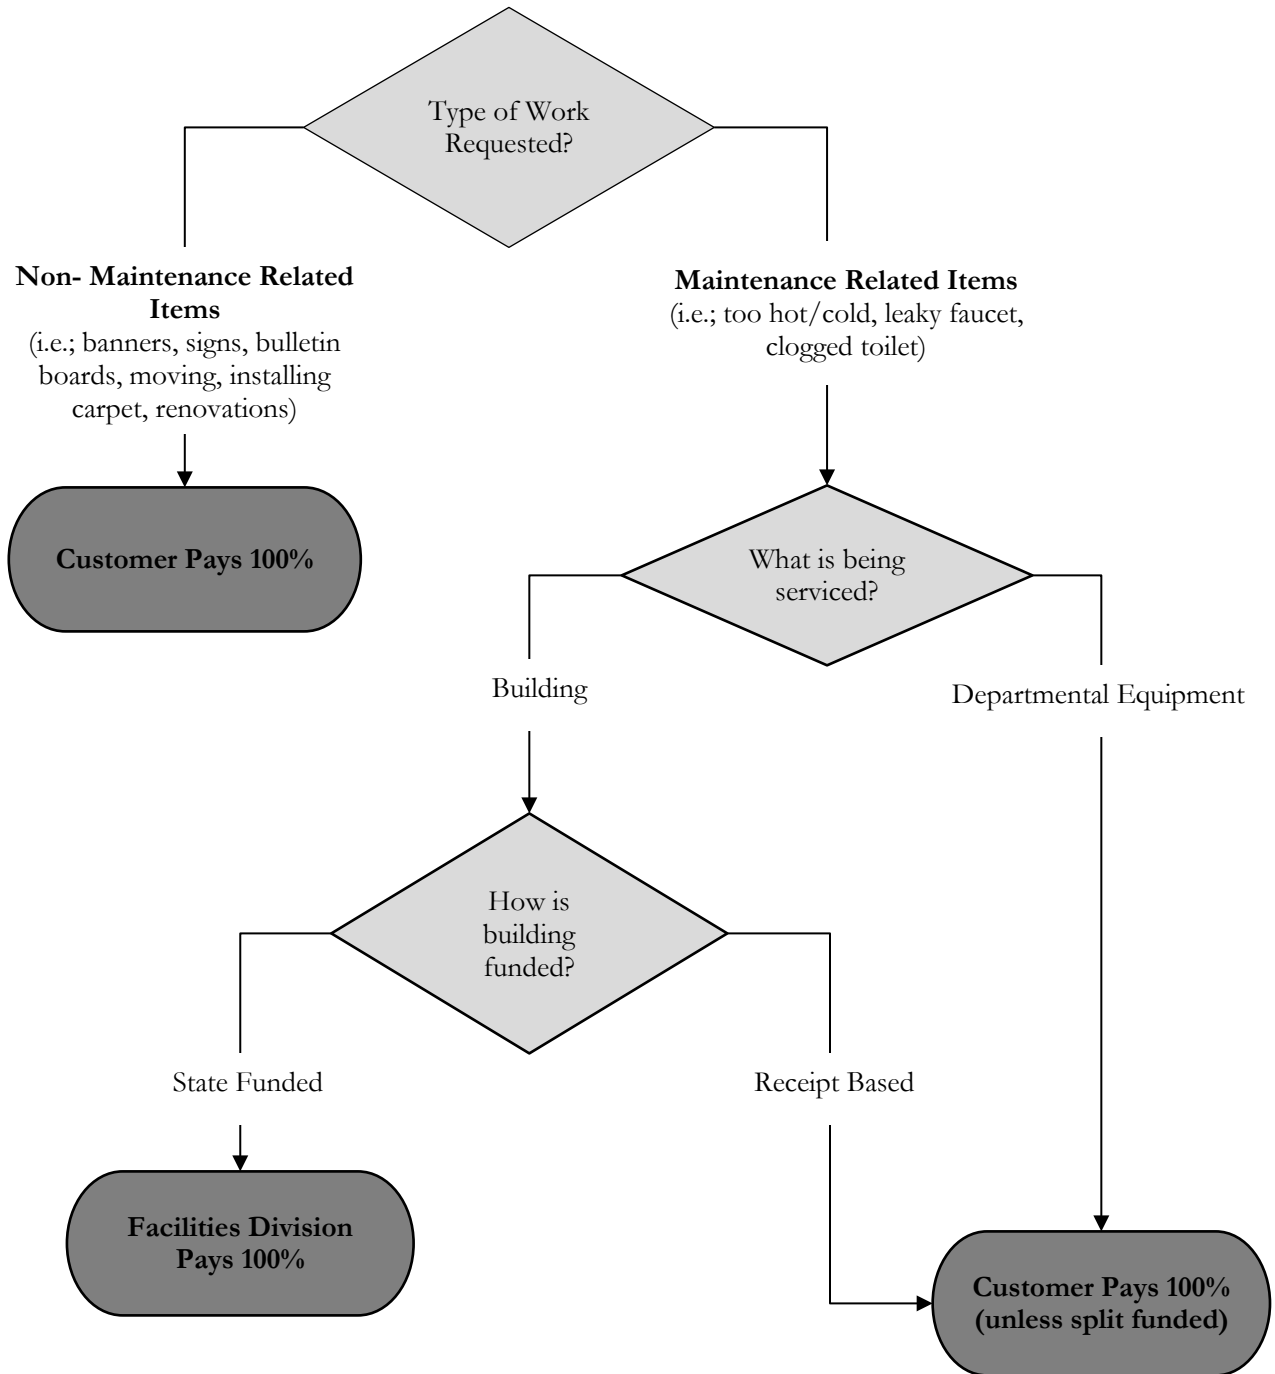 Type of Work
Requested?
Non- Maintenance Related
Items
(i.e.; banners, signs, bulletin
boards, moving, installing
carpet, renovations)
Maintenance Related Items
(i.e.; too hot/cold, leaky faucet,
clogged toilet)
Customer Pays 100%
What is being
serviced?
Building
Departmental Equipment
How is
building
funded?
State Funded
Receipt Based
Facilities Division
Pays 100%
Customer Pays 100%
(unless split funded)